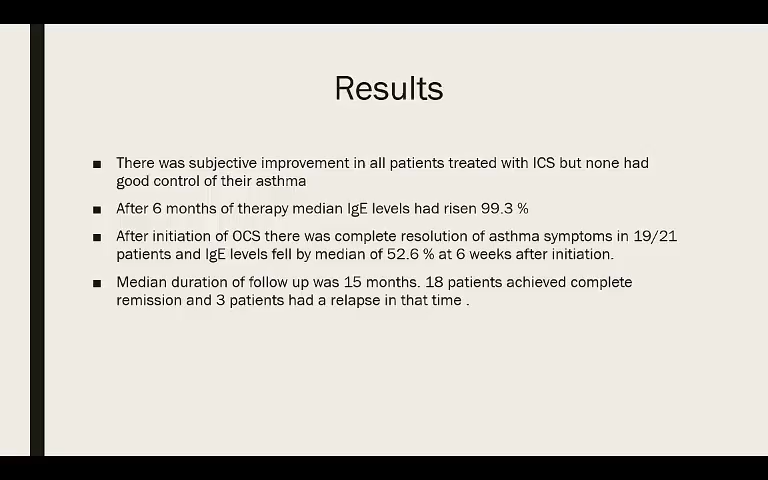 Results
■ There was subjective improvement in all patients treated with ICS but none had
good control of their asthma
■ After 6 months of therapy median IgE levels had risen 99.3 %
■ After initiation of OCS there was complete resolution of asthma symptoms in 19/21
patients and IgE levels fell by median of 52.6 % at 6 weeks after initiation.
■ Median duration of follow up was 15 months. 18 patients achieved complete
remission and 3 patients had a relapse in that time .